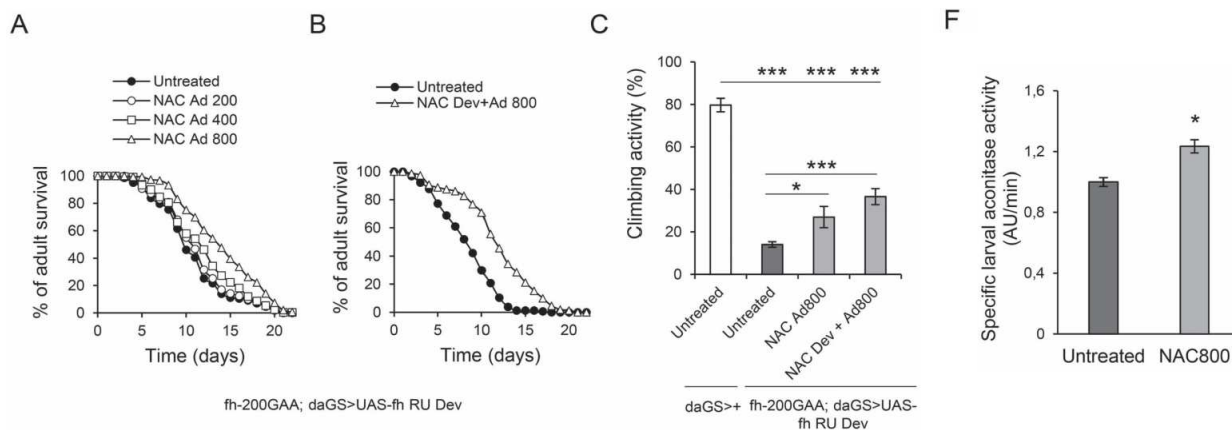 A
Untreated
NAC Ad 200
NAC Ad 400
NAC Ad 800
% of adult survival
100
80
60
40
20
0
0 5 10 15 20
Time (days)
B
Untreated
NAC Dev+Ad 800
% of adult survival
100
80
60
40
20
0
0 5 10 15 20
Time (days)
fh-200GAA; daGS>UAS-fh RU Dev
C
Climbing activity (%)
100
80
60
40
20
0
*** *** ***
***
*
Untreated
Untreated
NAC Ad800
NAC Dev + Ad800
daGS>+
fh-200GAA; daGS>UAS-
fh RU Dev
F
Specific larval aconitase activity
(AU/min)
1,6
1,2
0,8
0,4
0
*
Untreated NAC800